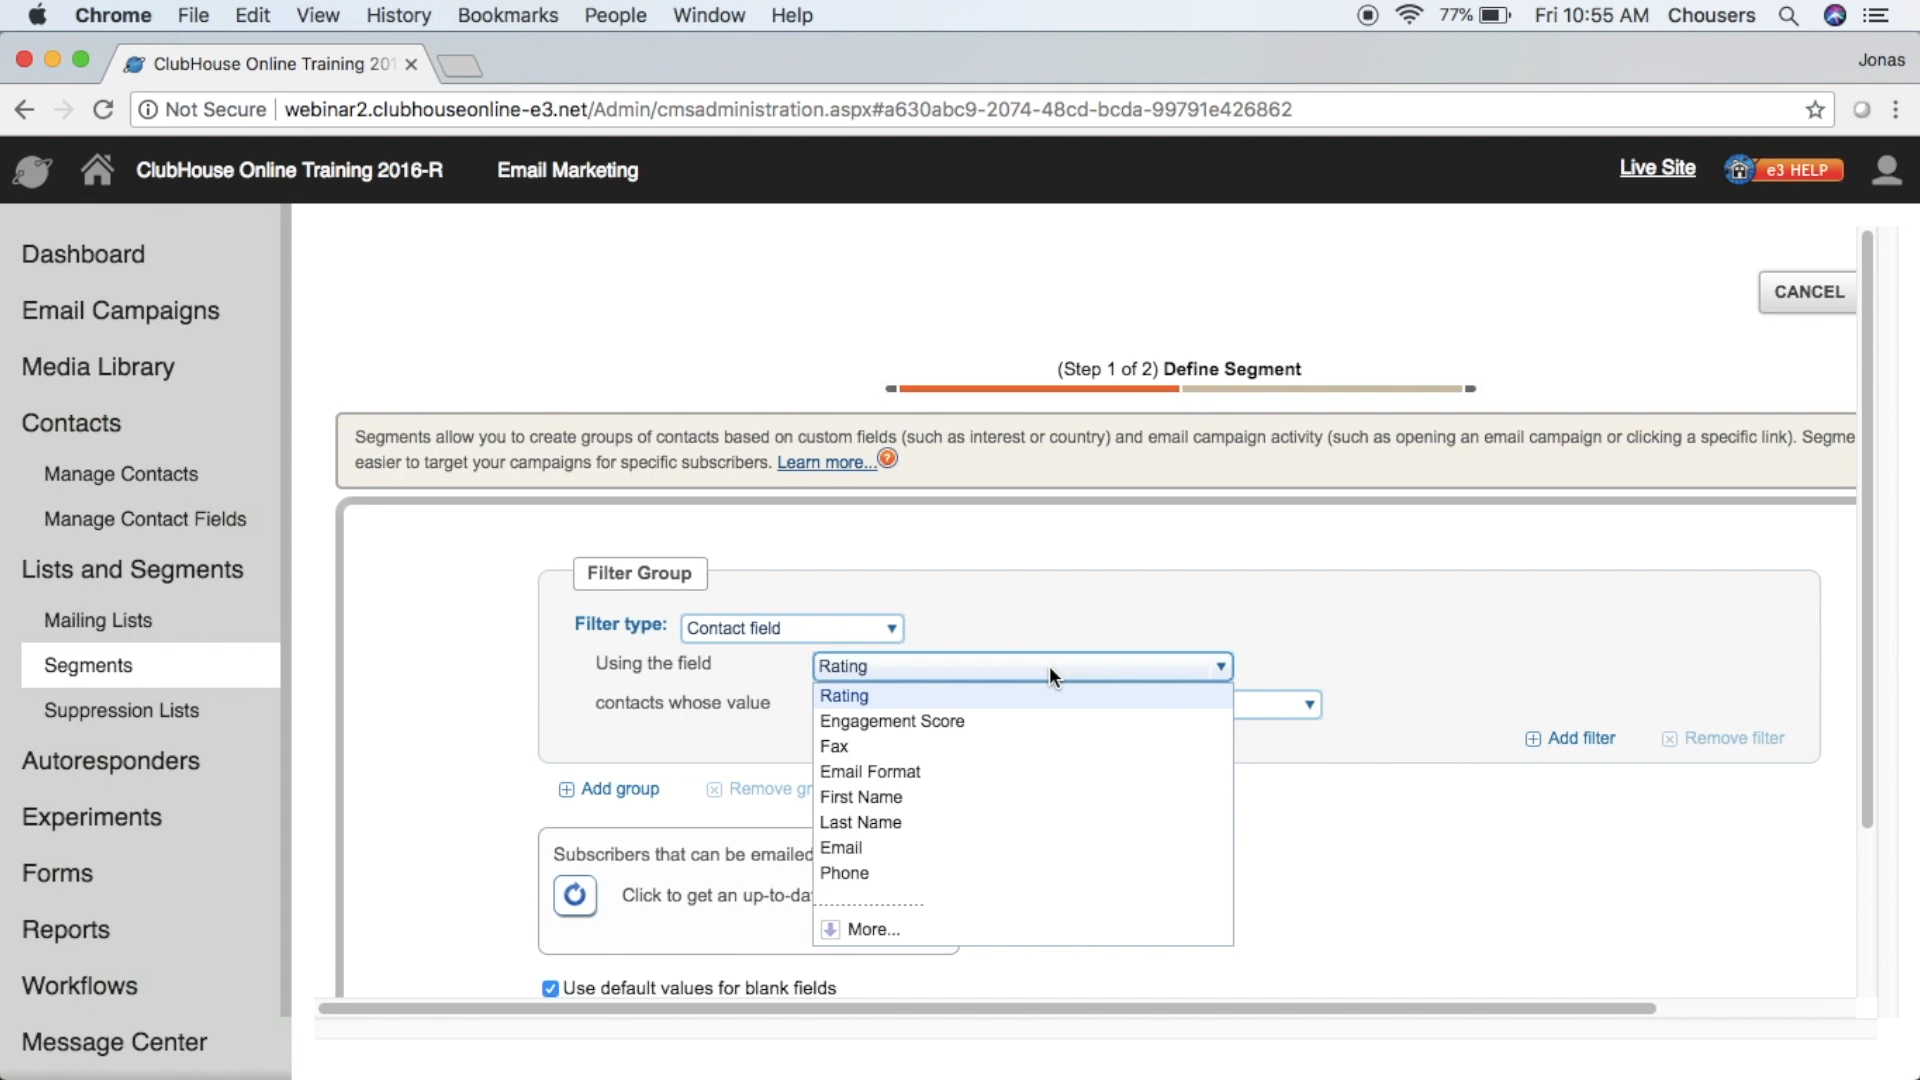 Chrome File Edit View History Bookmarks People Window Help 77% Fri 10:55 AM Chousers
ClubHouse Online Training 201 Jonas
Not Secure webinar2.clubhouseonline-e3.net/Admin/cmsadministration.aspx#a630abc9-2074-48cd-bcda-99791e426862
ClubHouse Online Training 2016-R Email Marketing Live Site e3 HELP
Dashboard
Email Campaigns
Media Library
Contacts
Manage Contacts
Manage Contact Fields
Lists and Segments
Mailing Lists
Segments
Suppression Lists
Autoresponders
Experiments
Forms
Reports
Workflows
Message Center
CANCEL
(Step 1 of 2) Define Segment
Segments allow you to create groups of contacts based on custom fields (such as interest or country) and email campaign activity (such as opening an email campaign or clicking a specific link). Segme
easier to target your campaigns for specific subscribers. Learn more... ?
Filter Group
Filter type: Contact field
Using the field Rating
contacts whose value
Rating
Engagement Score
Fax
Email Format
First Name
Last Name
Email
Phone
More...
Add filter Remove filter
Add group Remove gr
Subscribers that can be emailed
Click to get an up-to-da
Use default values for blank fields